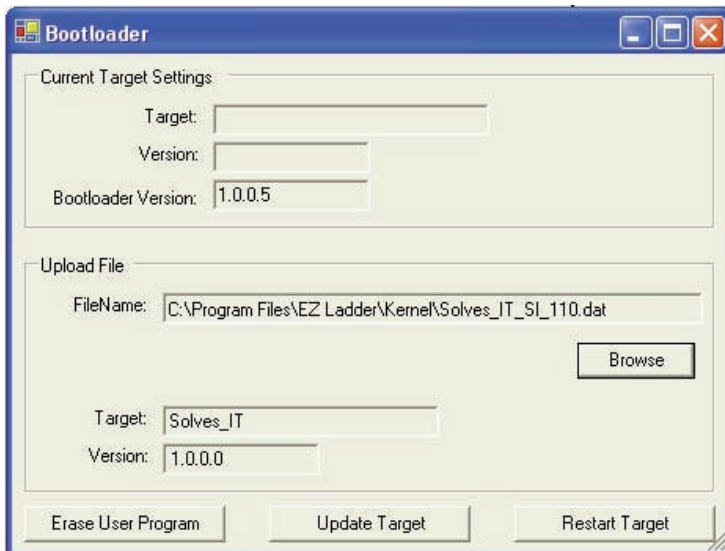 Bootloader
Current Target Settings
Target:
Version:
Bootloader Version: 1.0.0.5
Upload File
FileName: C:\Program Files\EZ Ladder\Kernel\Solves_IT_SI_110.dat
Browse
Target: Solves_IT
Version: 1.0.0.0
Erase User Program Update Target Restart Target